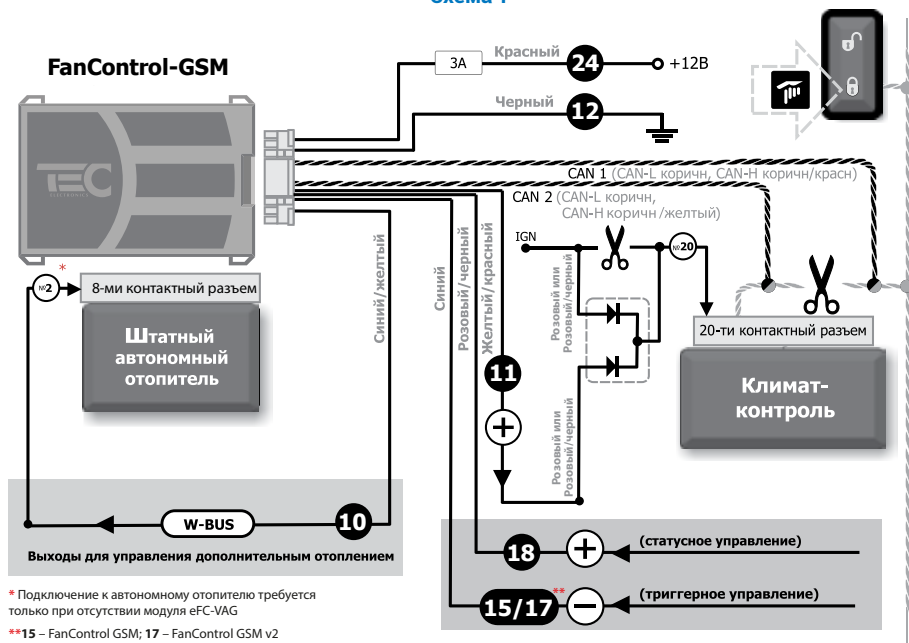 Схема 1
FanControl-GSM
3А
Красный
24
+12В
Черный
12
TEC
ELECTRONICS
CAN 1 (CAN-L коричн, CAN-H коричн/красн)
CAN 2 (CAN-L коричн,
CAN-H коричн /желтый)
IGN
№20
№2
*
8-ми контактный разъем
Штатный
автономный
отопитель
Синий/желтый
Синий
Розовый/черный
Желтый/красный
Розовый или
Розовый/черный
11
+
Розовый или
Розовый/черный
20-ти контактный разъем
Климат-
контроль
W-BUS
10
Выходы для управления дополнительным отоплением
18
+
(статусное управление)
15/17
**
−
(триггерное управление)
* Подключение к автономному отопителю требуется
только при отсутствии модуля eFC-VAG
**15 – FanControl GSM; 17 – FanControl GSM v2